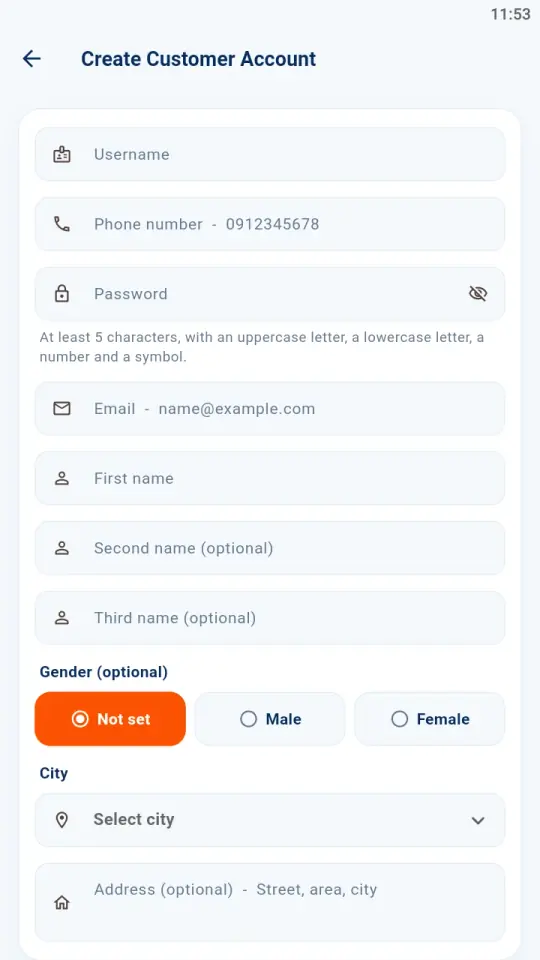 11:53
Create Customer Account
Username
Phone number - 0912345678
Password
At least 5 characters, with an uppercase letter, a lowercase letter, a
number and a symbol.
Email - name@example.com
First name
Second name (optional)
Third name (optional)
Gender (optional)
Not set Male Female
City
Select city
Address (optional) - Street, area, city